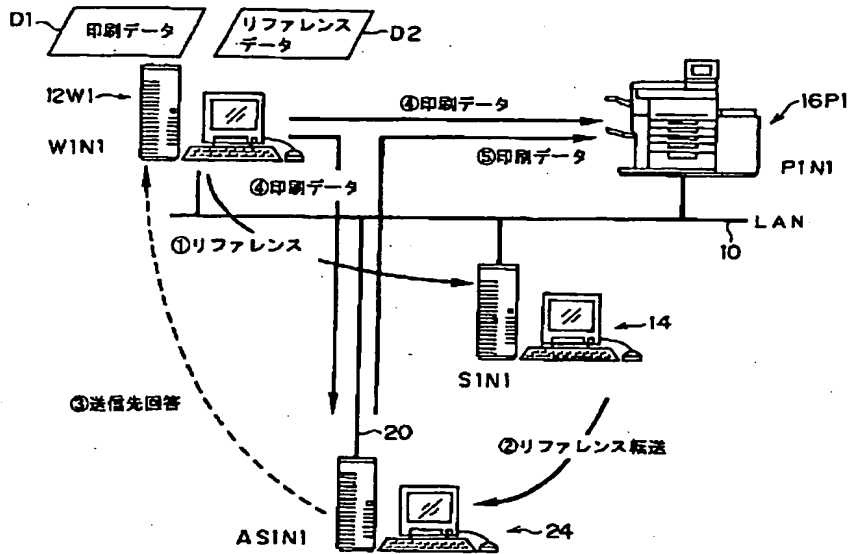 D1
印刷データ
リファレンス
データ
D2
12W1
W1N1
④印刷データ
16P1
⑤印刷データ
P1N1
④印刷データ
LAN
10
①リファレンス
14
S1N1
③送信先回答
20
②リファレンス転送
AS1N1
24